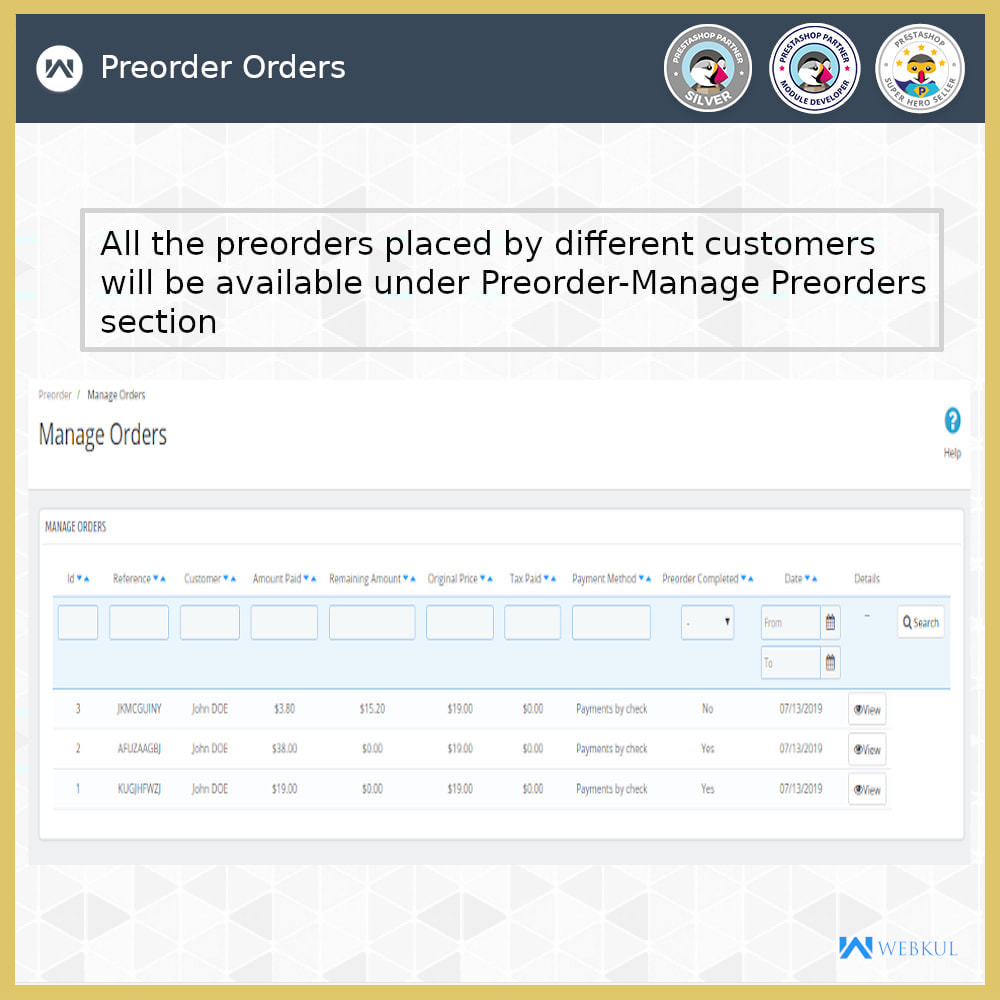 Preorder Orders
PRESTASHOP PARTNER
SILVER
PRESTASHOP PARTNER
MODULE DEVELOPER
PRESTASHOP
SUPER HERO SELLER
All the preorders placed by different customers
will be available under Preorder-Manage Preorders
section
Preorder / Manage Orders
Manage Orders
Help
MANAGE ORDERS
Id Reference Customer Amount Paid Remaining Amount Original Price Tax Paid Payment Method Preorder Completed Date Details
- From -- Search
To
3 JKMCGUINY John DOE $3.80 $15.20 $19.00 $0.00 Payments by check No 07/13/2019 View
2 AFUZAAGBJ John DOE $38.00 $0.00 $19.00 $0.00 Payments by check Yes 07/13/2019 View
1 KUGJHFWZJ John DOE $19.00 $0.00 $19.00 $0.00 Payments by check Yes 07/13/2019 View
WEBKUL